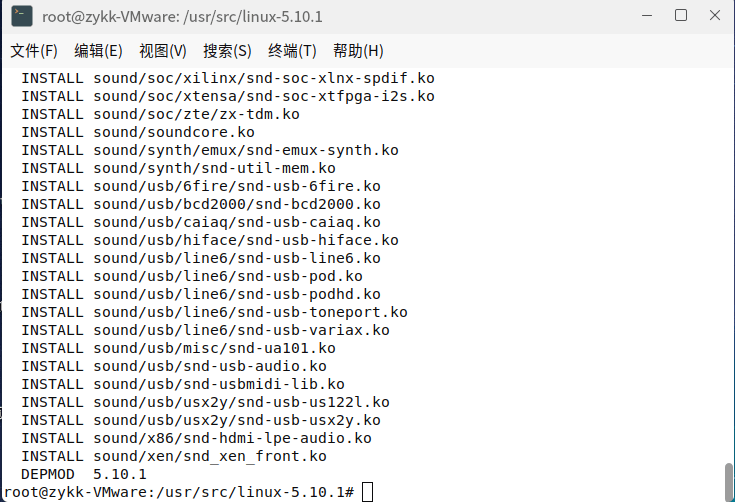 root@zykk-VMware: /usr/src/linux-5.10.1
文件(F) 编辑(E) 视图(V) 搜索(S) 终端(T) 帮助(H)
INSTALL sound/soc/xilinx/snd-soc-xlnx-spdif.ko
INSTALL sound/soc/xtensa/snd-soc-xtfpga-i2s.ko
INSTALL sound/soc/zte/zx-tdm.ko
INSTALL sound/soundcore.ko
INSTALL sound/synth/emux/snd-emux-synth.ko
INSTALL sound/synth/snd-util-mem.ko
INSTALL sound/usb/6fire/snd-usb-6fire.ko
INSTALL sound/usb/bcd2000/snd-bcd2000.ko
INSTALL sound/usb/caiaq/snd-usb-caiaq.ko
INSTALL sound/usb/hiface/snd-usb-hiface.ko
INSTALL sound/usb/line6/snd-usb-line6.ko
INSTALL sound/usb/line6/snd-usb-pod.ko
INSTALL sound/usb/line6/snd-usb-podhd.ko
INSTALL sound/usb/line6/snd-usb-toneport.ko
INSTALL sound/usb/line6/snd-usb-variax.ko
INSTALL sound/usb/misc/snd-ua101.ko
INSTALL sound/usb/snd-usb-audio.ko
INSTALL sound/usb/snd-usbmidi-lib.ko
INSTALL sound/usb/usx2y/snd-usb-us122l.ko
INSTALL sound/usb/usx2y/snd-usb-usx2y.ko
INSTALL sound/x86/snd-hdmi-lpe-audio.ko
INSTALL sound/xen/snd_xen_front.ko
DEPMOD 5.10.1
root@zykk-VMware:/usr/src/linux-5.10.1#